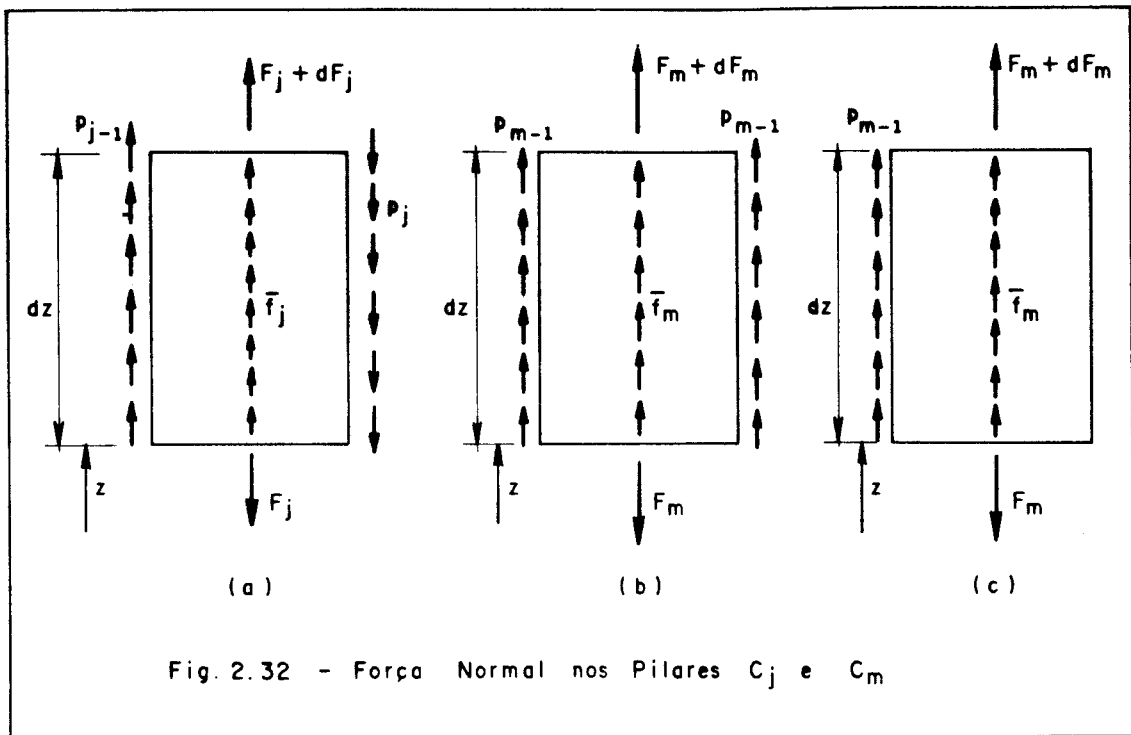 F_j + dF_j
p_{j-1}
p_j
f̅_j
dz
z
F_j
(a)
F_m + dF_m
p_{m-1}
p_{m-1}
f̅_m
dz
z
F_m
(b)
F_m + dF_m
p_{m-1}
f̅_m
dz
z
F_m
(c)
Fig. 2.32 - Força Normal nos Pilares C_j e C_m